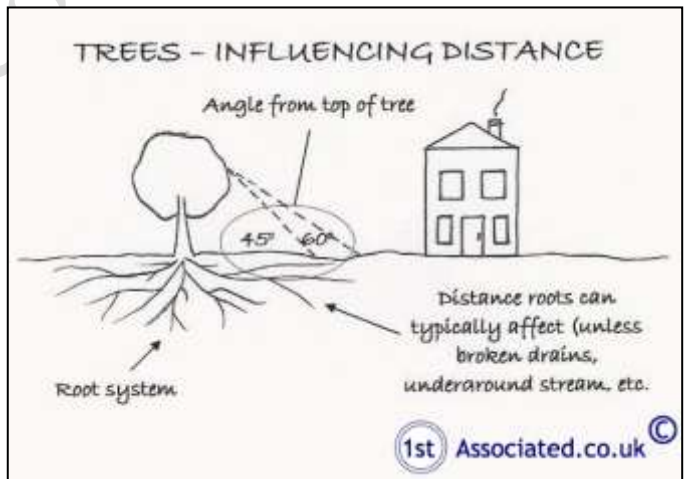 TREES – INFLUENCING DISTANCE
Angle from top of tree
45° 60°
Distance roots can
typically affect (unless
broken drains,
underaround stream, etc.
Root system
1st Associated.co.uk ©